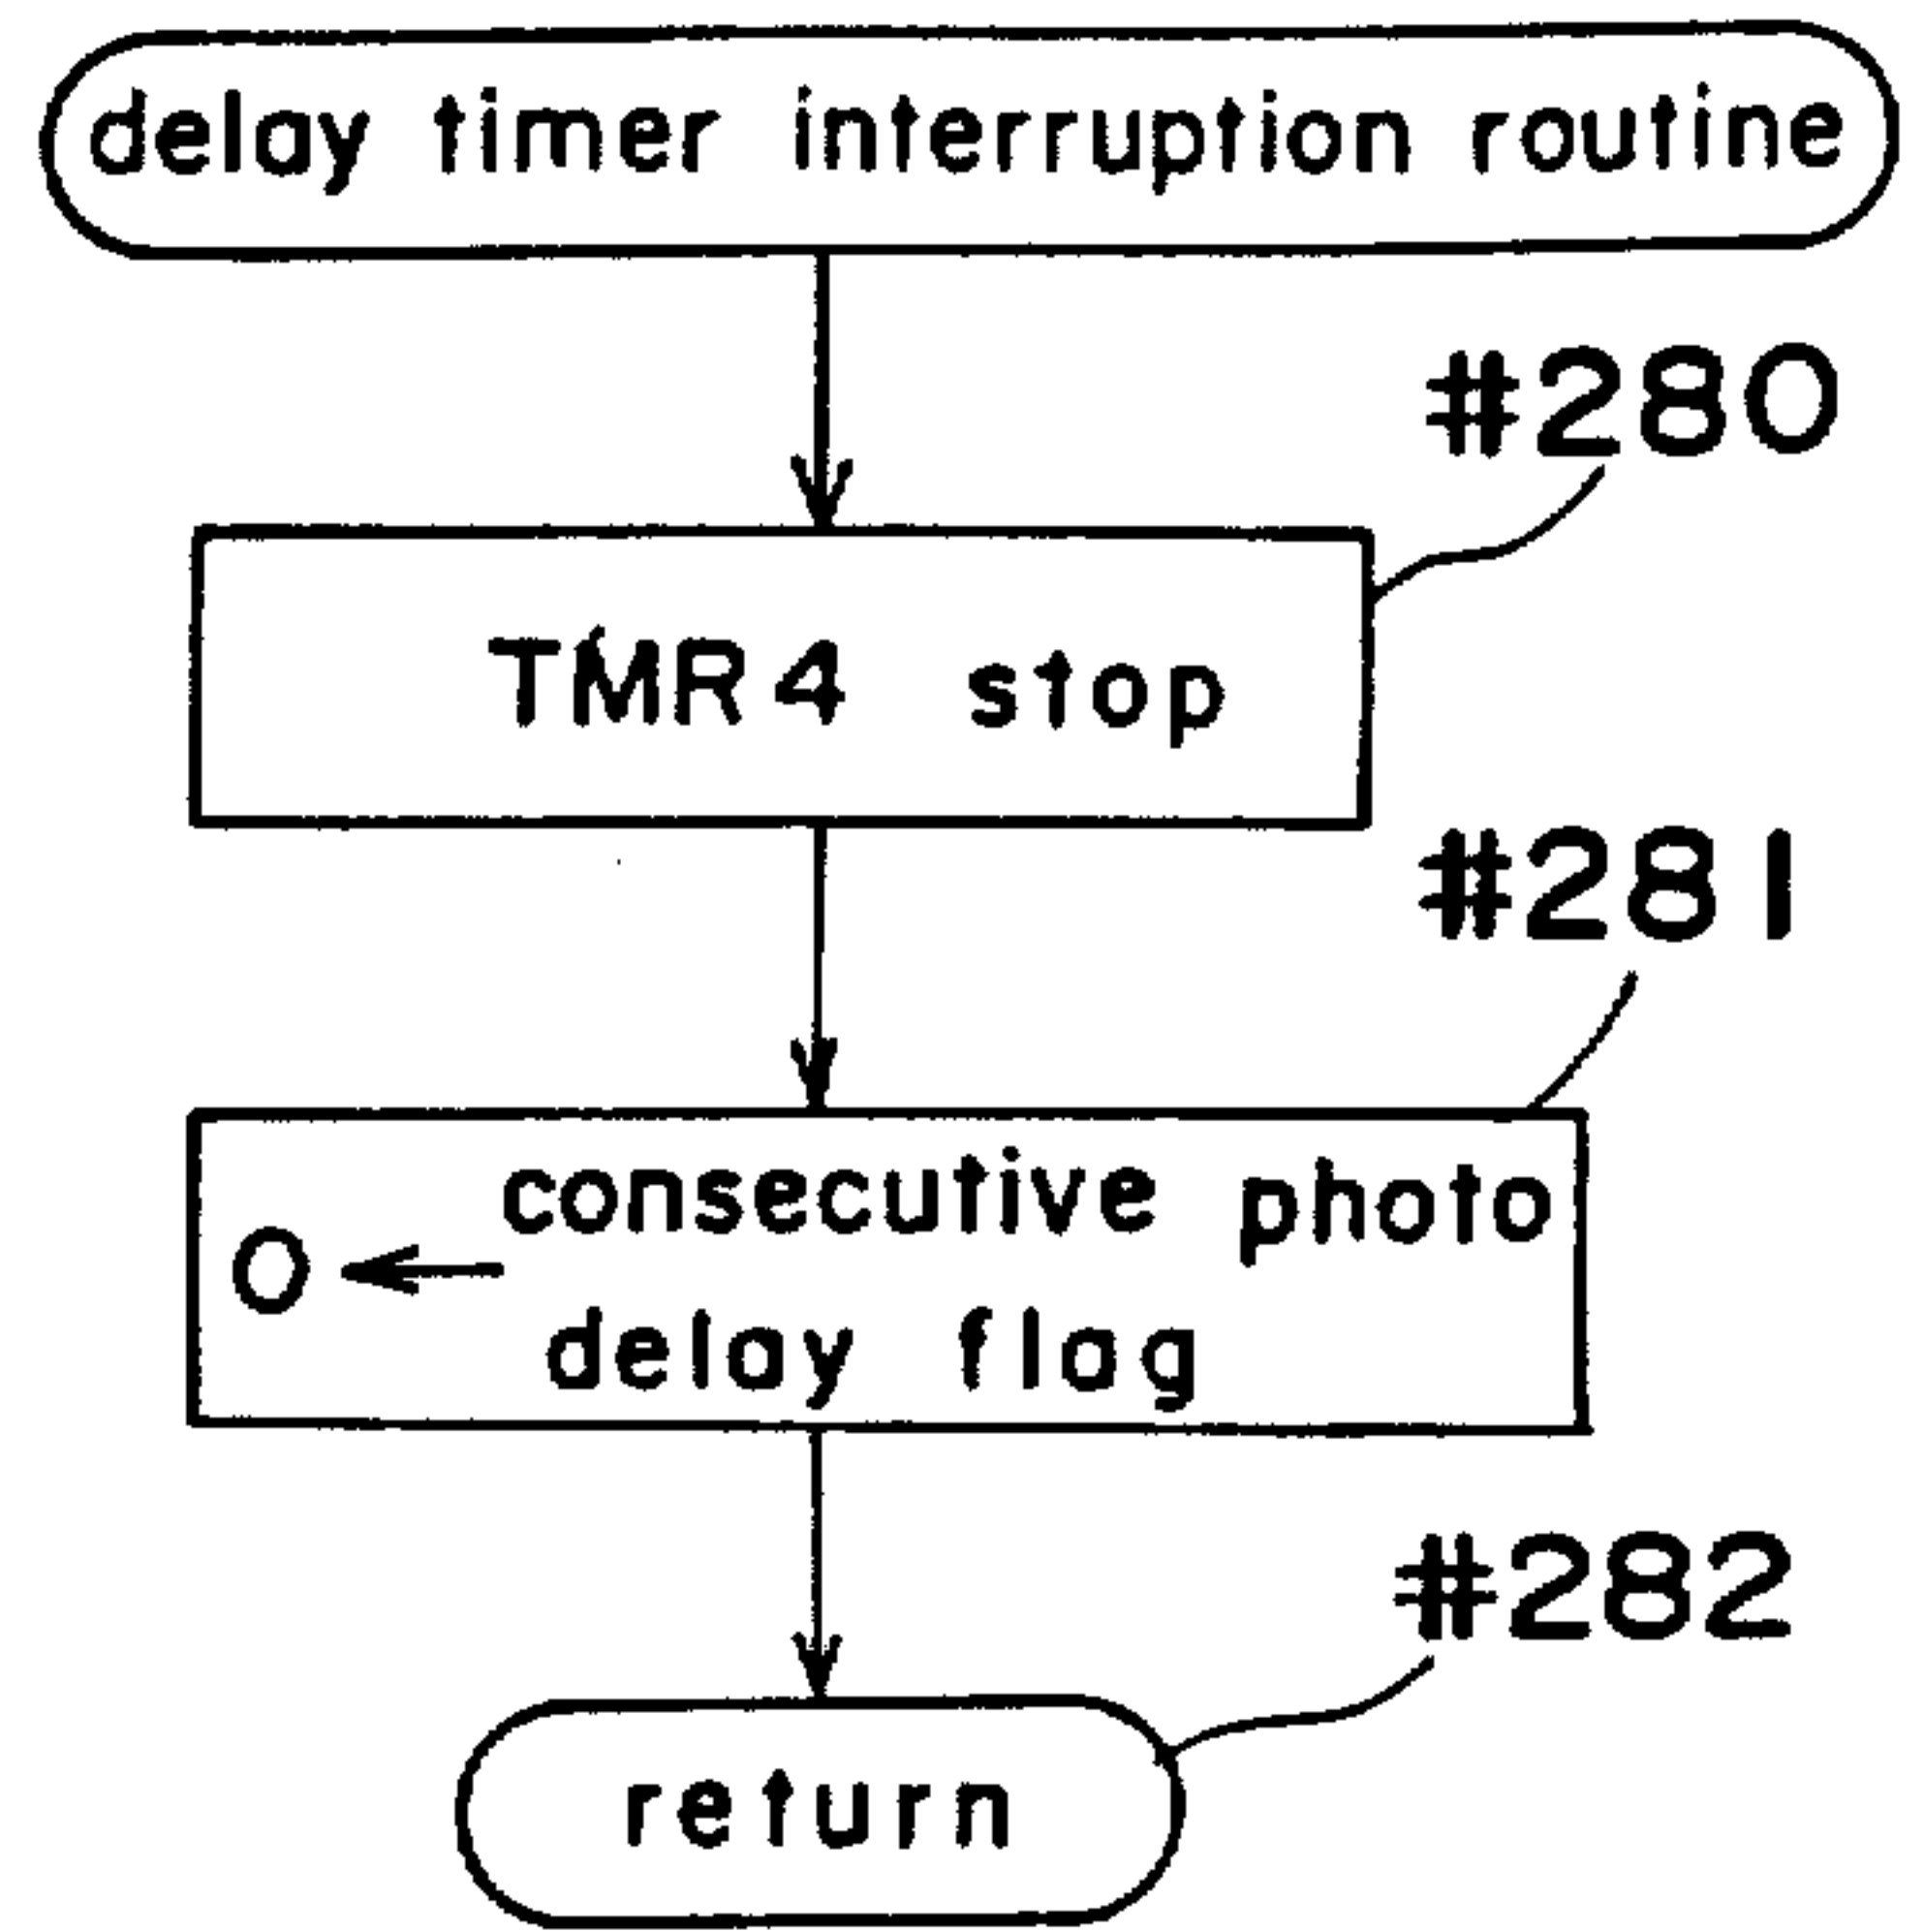 delay timer interruption routine
#280
TMR4 stop
#281
consecutive photo
0 ←
delay flag
#282
return